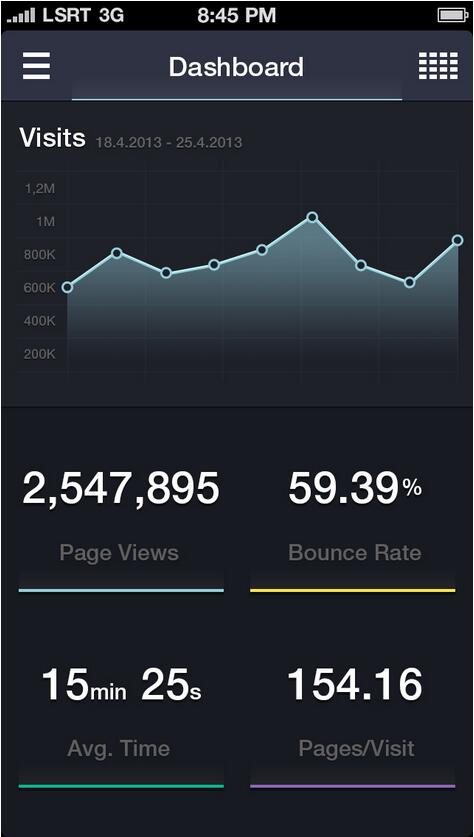 LSRT 3G 8:45 PM
Dashboard
Visits 18.4.2013 - 25.4.2013
1,2M
1M
800K
600K
400K
200K
2,547,895 59.39%
Page Views Bounce Rate
15min 25s 154.16
Avg. Time Pages/Visit